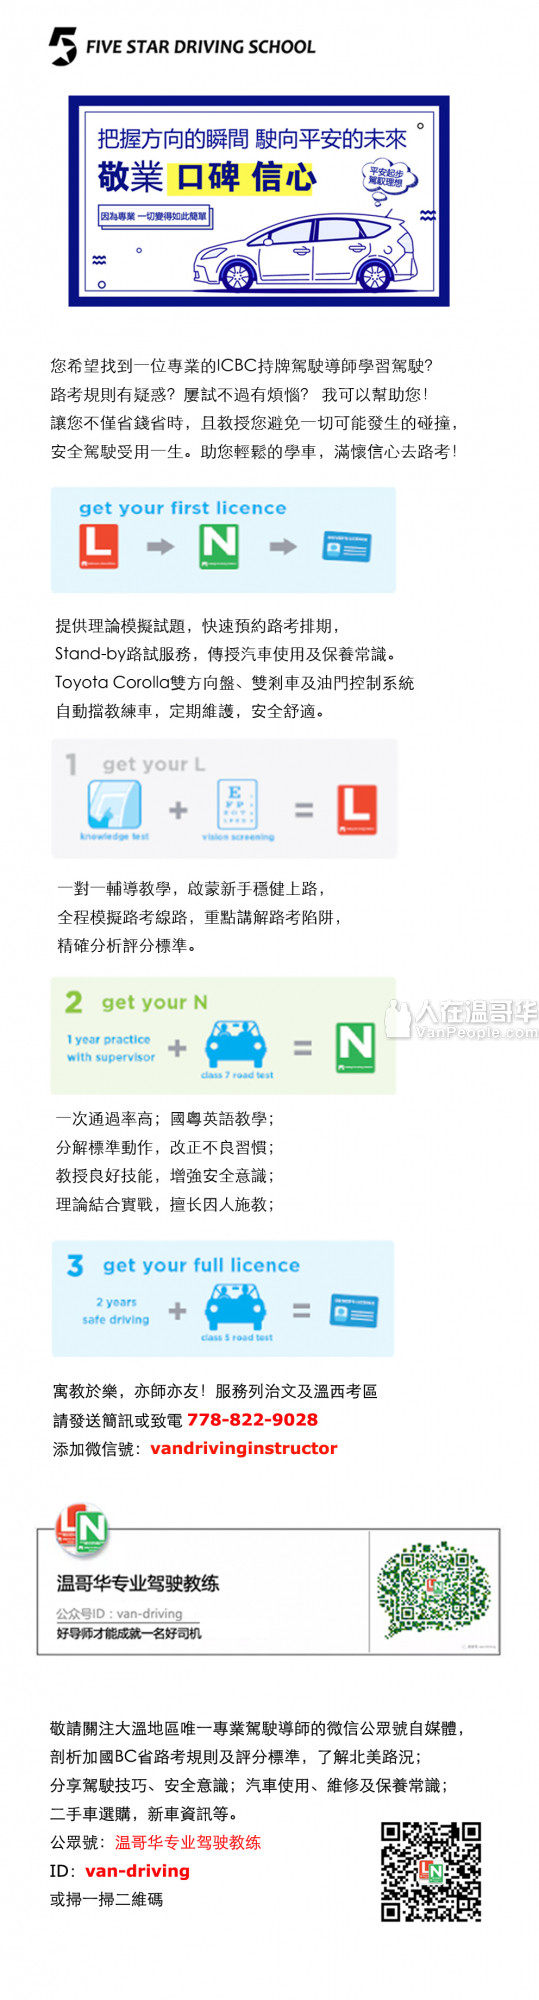 FIVE STAR DRIVING SCHOOL
把握方向的瞬間 駛向平安的未來
敬業 口碑 信心
平安起步
駕馭理想
因為專業 一切變得如此簡單
您希望找到一位專業的ICBC持牌駕駛導師學習駕駛？
路考規則有疑惑？屢試不過有煩惱？ 我可以幫助您！
讓您不僅省錢省時，且教授您避免一切可能發生的碰撞，
安全駕駛受用一生。助您輕鬆的學車，滿懷信心去路考！
get your first licence
L
N
提供理論模擬試題，快速預約路考排期，
Stand-by路試服務，傳授汽車使用及保養常識。
Toyota Corolla雙方向盤、雙剎車及油門控制系統
自動擋教練車，定期維護，安全舒適。
1 get your L
E
F P
+
=
L
knowledge test
vision screening
一對一輔導教學，啟蒙新手穩健上路，
全程模擬路考線路，重點講解路考陷阱，
精確分析評分標準。
人在温哥华
VanPeople.com
2 get your N
1 year practice
with supervisor
+
=
N
class 7 road test
一次通過率高；國粵英語教學；
分解標準動作，改正不良習慣；
教授良好技能，增強安全意識；
理論結合實戰，擅长因人施教；
3 get your full licence
2 years
safe driving
+
=
class 5 road test
寓教於樂，亦師亦友！服務列治文及溫西考區
請發送簡訊或致電 778-822-9028
添加微信號：vandrivinginstructor
LN
温哥华专业驾驶教练
公众号ID：van-driving
好导师才能成就一名好司机
敬請關注大溫地區唯一專業駕駛導師的微信公眾號自媒體，
剖析加國BC省路考規則及評分標準，了解北美路況；
分享駕駛技巧、安全意識；汽車使用、維修及保養常識；
二手車選購，新車資訊等。
公眾號：温哥华专业驾驶教练
ID：van-driving
或掃一掃二維碼
LN